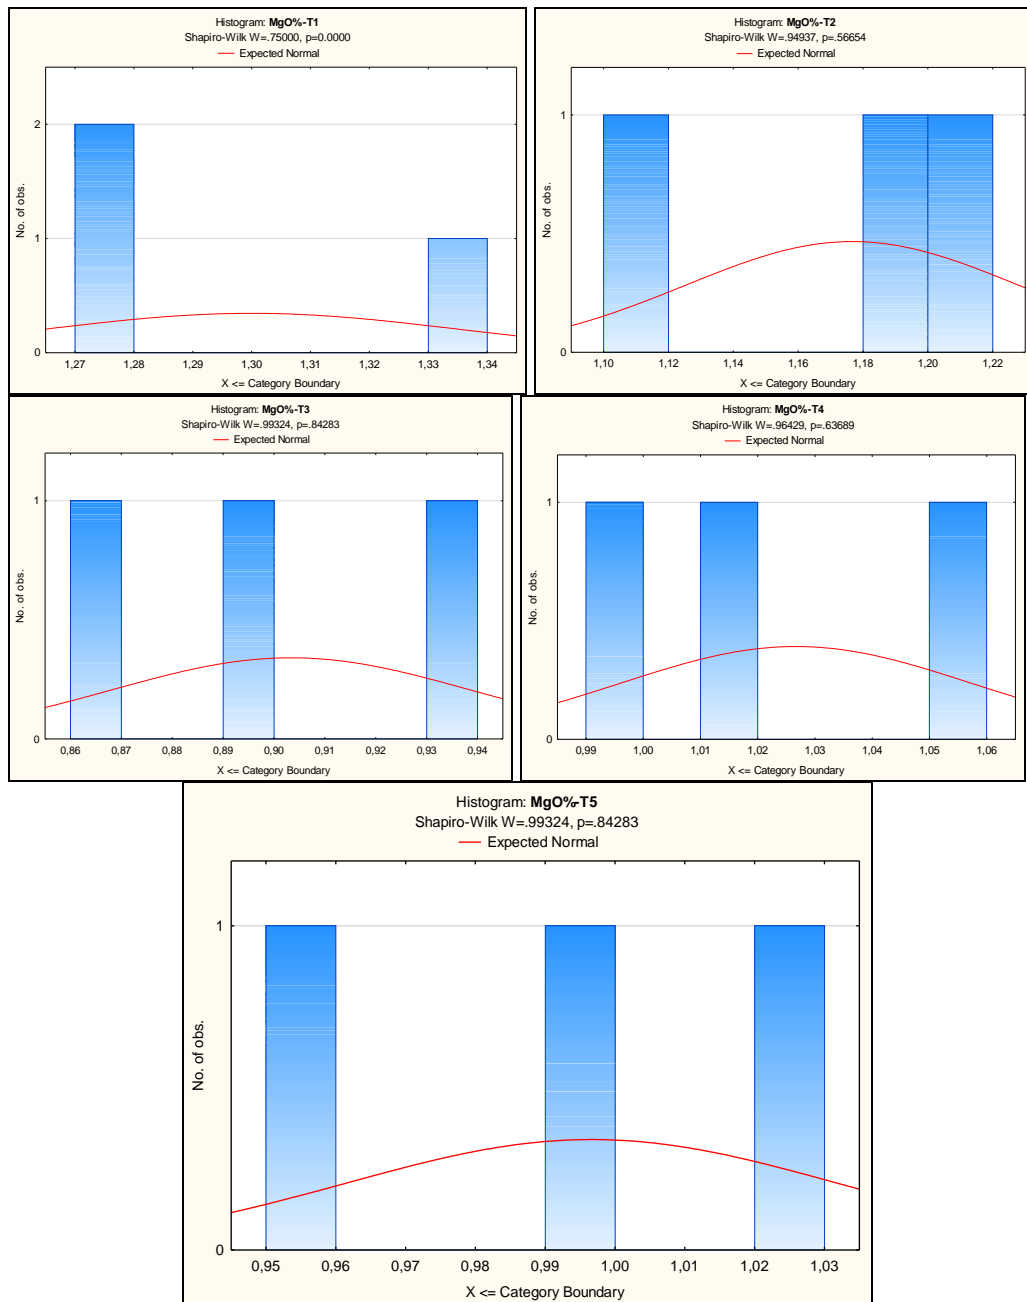 Histogram: MgO%-T1
Shapiro-Wilk W=.75000, p=0.0000
Expected Normal
2
1
0
No. of obs.
1,27 1,28 1,29 1,30 1,31 1,32 1,33 1,34
X <= Category Boundary
Histogram: MgO%-T2
Shapiro-Wilk W=.94937, p=.56654
Expected Normal
1
0
No. of obs.
1,10 1,12 1,14 1,16 1,18 1,20 1,22
X <= Category Boundary
Histogram: MgO%-T3
Shapiro-Wilk W=.99324, p=.84283
Expected Normal
1
0
No. of obs.
0,86 0,87 0,88 0,89 0,90 0,91 0,92 0,93 0,94
X <= Category Boundary
Histogram: MgO%-T4
Shapiro-Wilk W=.96429, p=.63689
Expected Normal
1
0
No. of obs.
0,99 1,00 1,01 1,02 1,03 1,04 1,05 1,06
X <= Category Boundary
Histogram: MgO%-T5
Shapiro-Wilk W=.99324, p=.84283
Expected Normal
1
0
No. of obs.
0,95 0,96 0,97 0,98 0,99 1,00 1,01 1,02 1,03
X <= Category Boundary